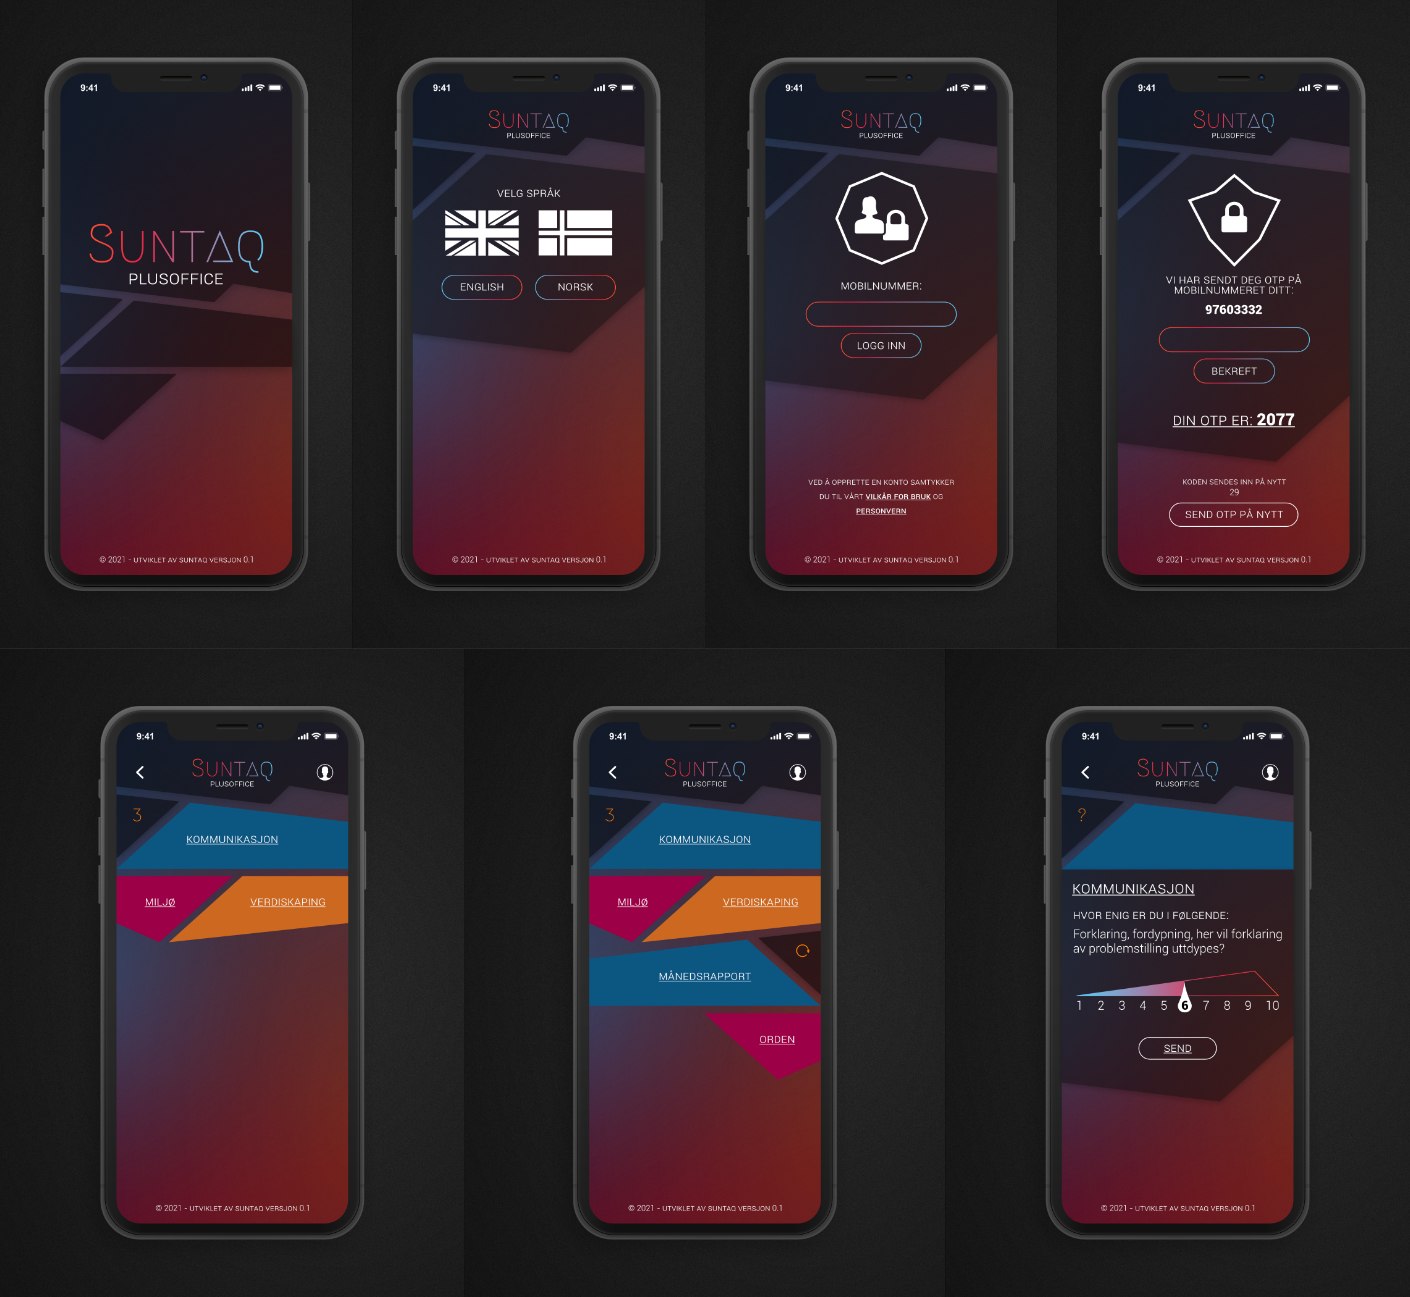 9:41
SUNTAQ
PLUSOFFICE
© 2021 - UTVIKLET AV SUNTAQ VERSJON 0.1
9:41
SUNTAQ
PLUSOFFICE
VELG SPRÅK
ENGLISH
NORSK
© 2021 - UTVIKLET AV SUNTAQ VERSJON 0.1
9:41
SUNTAQ
PLUSOFFICE
MOBILNUMMER:
LOGG INN
VED Å OPPRETTE EN KONTO SAMTYKKER
DU TIL VÅRT VILKÅR FOR BRUK OG
PERSONVERN
© 2021 - UTVIKLET AV SUNTAQ VERSJON 0.1
9:41
SUNTAQ
PLUSOFFICE
VI HAR SENDT DEG OTP PÅ
MOBILNUMMERET DITT:
97603332
BEKREFT
DIN OTP ER: 2077
KODEN SENDES INN PÅ NYTT
29
SEND OTP PÅ NYTT
© 2021 - UTVIKLET AV SUNTAQ VERSJON 0.1
9:41
SUNTAQ
PLUSOFFICE
3
KOMMUNIKASJON
MILJØ
VERDISKAPING
© 2021 - UTVIKLET AV SUNTAQ VERSJON 0.1
9:41
SUNTAQ
PLUSOFFICE
3
KOMMUNIKASJON
MILJØ
VERDISKAPING
MÅNEDSRAPPORT
ORDEN
© 2021 - UTVIKLET AV SUNTAQ VERSJON 0.1
9:41
SUNTAQ
PLUSOFFICE
?
KOMMUNIKASJON
HVOR ENIG ER DU I FØLGENDE:
Forklaring, fordypning, her vil forklaring
av problemstilling uttdypes?
1 2 3 4 5 6 7 8 9 10
SEND
© 2021 - UTVIKLET AV SUNTAQ VERSJON 0.1